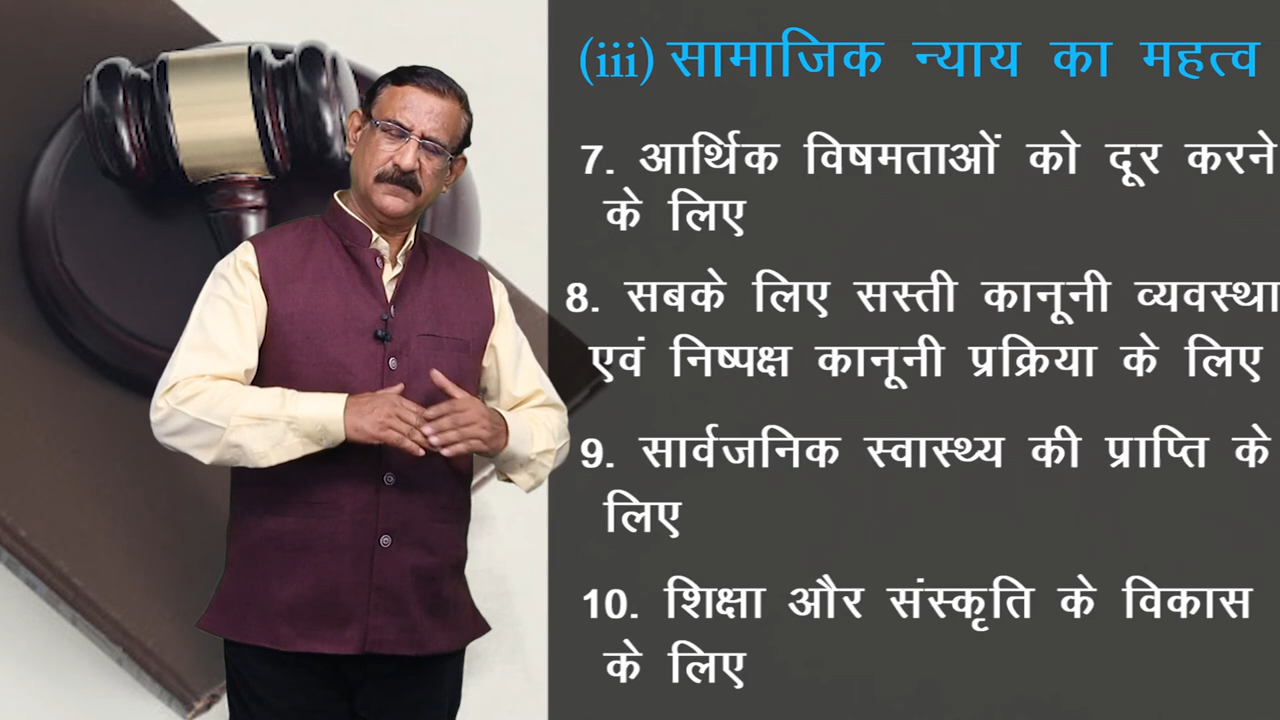 (iii) सामाजिक न्याय का महत्व
7. आर्थिक विषमताओं को दूर करने
के लिए
8. सबके लिए सस्ती कानूनी व्यवस्था
एवं निष्पक्ष कानूनी प्रक्रिया के लिए
9. सार्वजनिक स्वास्थ्य की प्राप्ति के
लिए
10. शिक्षा और संस्कृति के विकास
के लिए